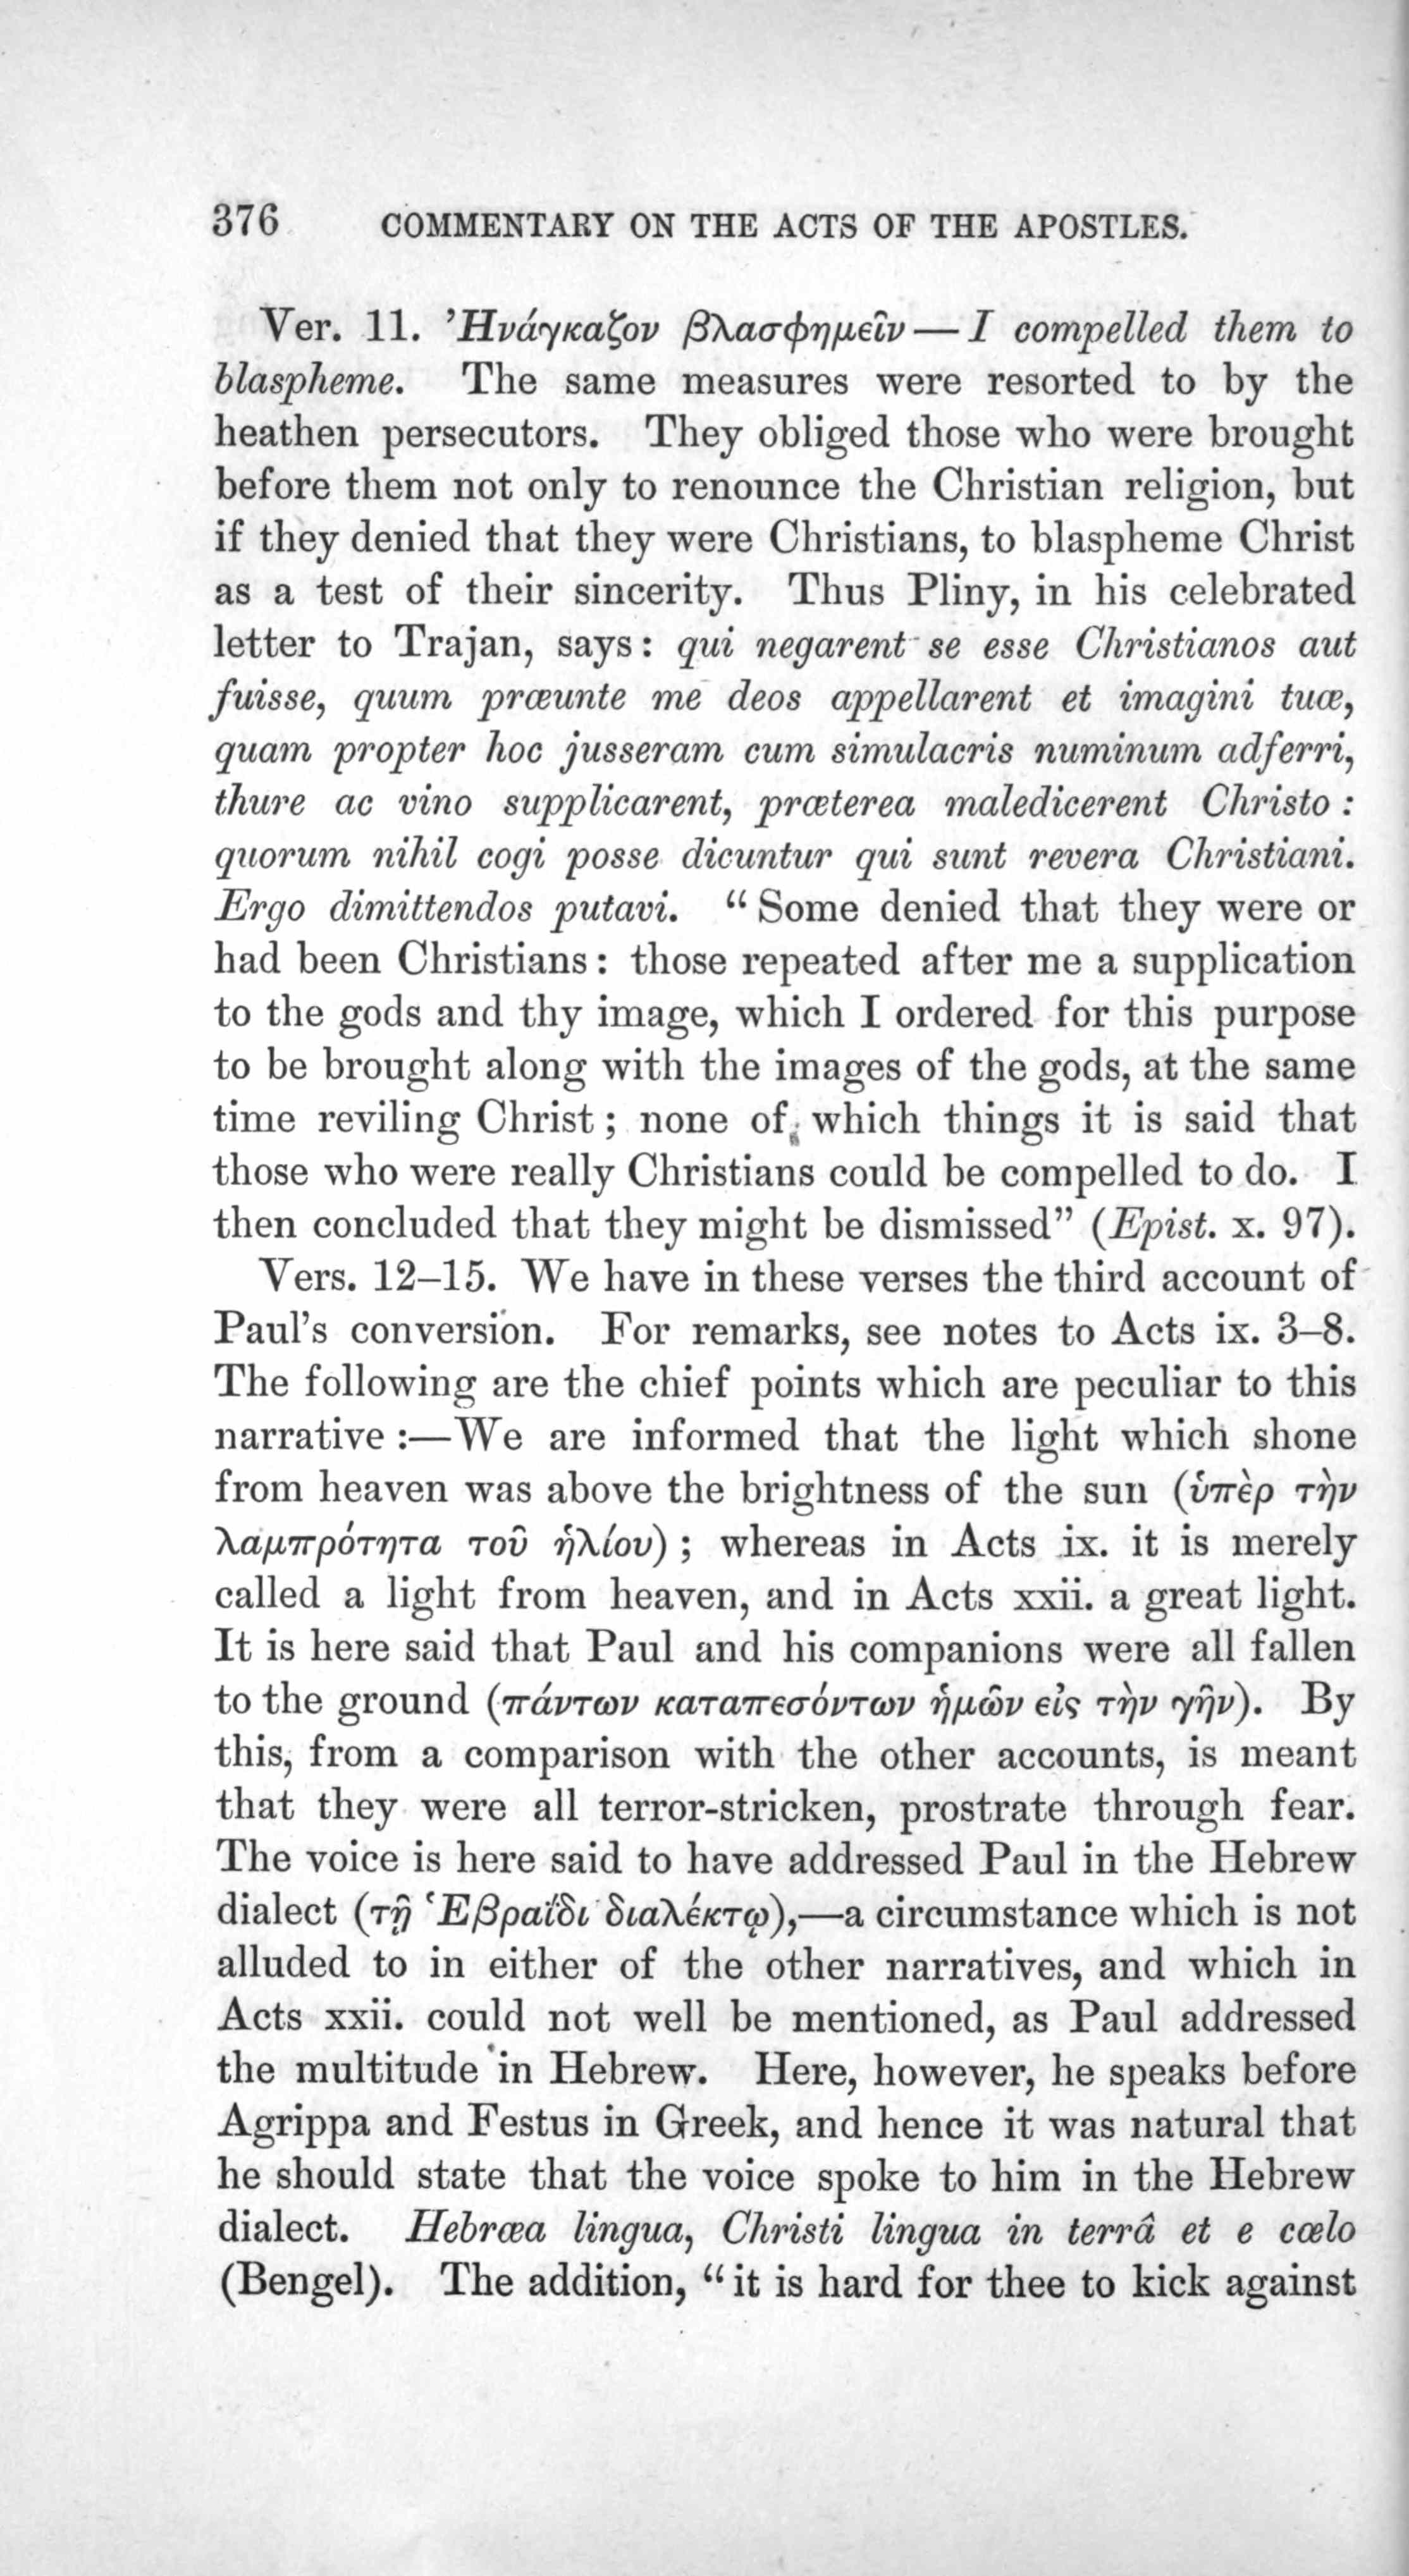 376 COMMENTARY ON THE ACTS OF THE APOSTLES.
Ver. 11. Ἠνάγκαζον βλασφημεῖν—I compelled them to
blaspheme. The same measures were resorted to by the
heathen persecutors. They obliged those who were brought
before them not only to renounce the Christian religion, but
if they denied that they were Christians, to blaspheme Christ
as a test of their sincerity. Thus Pliny, in his celebrated
letter to Trajan, says: qui negarent se esse Christianos aut
fuisse, quum præunte me deos appellarent et imagini tuæ,
quam propter hoc jusseram cum simulacris numinum adferri,
thure ac vino supplicarent, præterea maledicerent Christo:
quorum nihil cogi posse dicuntur qui sunt revera Christiani.
Ergo dimittendos putavi. “Some denied that they were or
had been Christians: those repeated after me a supplication
to the gods and thy image, which I ordered for this purpose
to be brought along with the images of the gods, at the same
time reviling Christ; none of which things it is said that
those who were really Christians could be compelled to do. I
then concluded that they might be dismissed” (Epist. x. 97).
Vers. 12–15. We have in these verses the third account of
Paul's conversion. For remarks, see notes to Acts ix. 3–8.
The following are the chief points which are peculiar to this
narrative:—We are informed that the light which shone
from heaven was above the brightness of the sun (ὑπὲρ τὴν
λαμπρότητα τοῦ ἡλίου); whereas in Acts ix. it is merely
called a light from heaven, and in Acts xxii. a great light.
It is here said that Paul and his companions were all fallen
to the ground (πάντων καταπεσόντων ἡμῶν εἰς τὴν γῆν). By
this, from a comparison with the other accounts, is meant
that they were all terror-stricken, prostrate through fear.
The voice is here said to have addressed Paul in the Hebrew
dialect (τῇ Ἑβραΐδι διαλέκτῳ),—a circumstance which is not
alluded to in either of the other narratives, and which in
Acts xxii. could not well be mentioned, as Paul addressed
the multitude in Hebrew. Here, however, he speaks before
Agrippa and Festus in Greek, and hence it was natural that
he should state that the voice spoke to him in the Hebrew
dialect. Hebræa lingua, Christi lingua in terrâ et e cœlo
(Bengel). The addition, “it is hard for thee to kick against